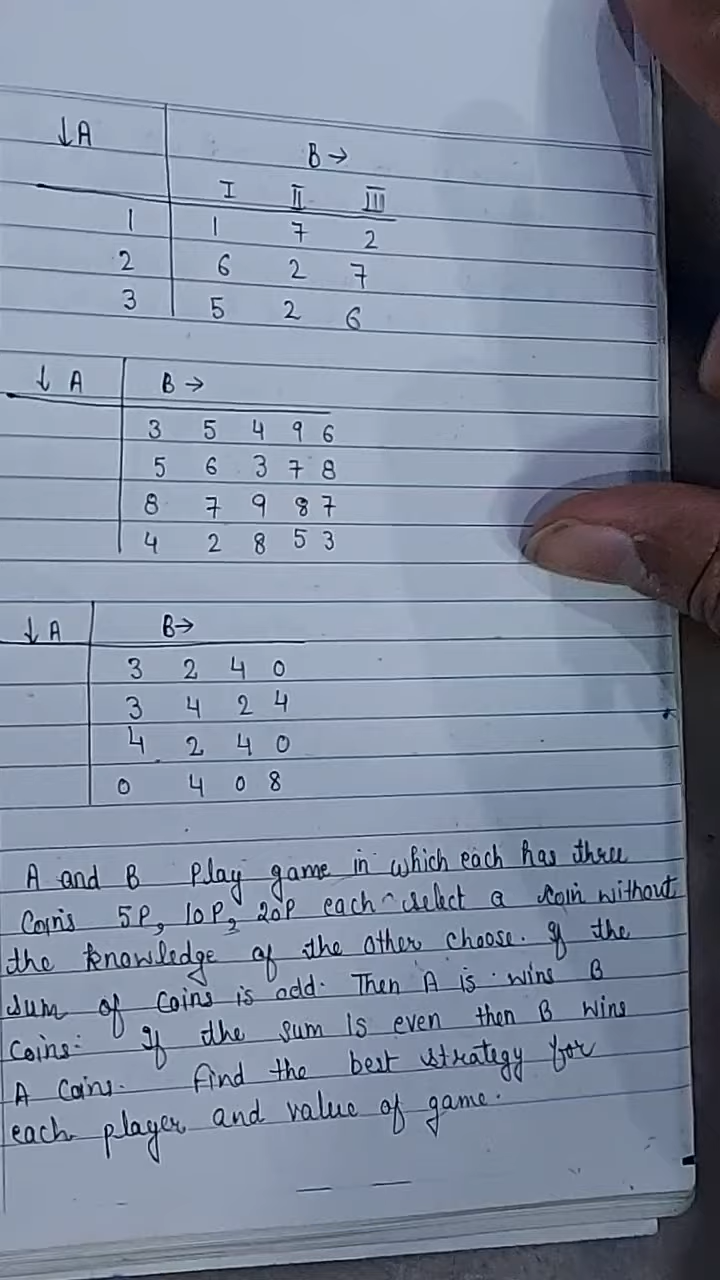 ↓A B→
I II III
1 1 7 2
2 6 2 7
3 5 2 6
↓ A B→
3 5 4 9 6
5 6 3 7 8
8 7 9 8 7
4 2 8 5 3
↓ A B→
3 2 4 0
3 4 2 4
4 2 4 0
0 4 0 8
A and B Play game in which each has three
Coins 5P, 10P, 20P each select a coin without
the knowledge of the other choose. If the
sum of coins is odd. Then A is wins B
Coins: If the sum is even then B wins
A Coins. Find the best strategy for
each player and value of game.